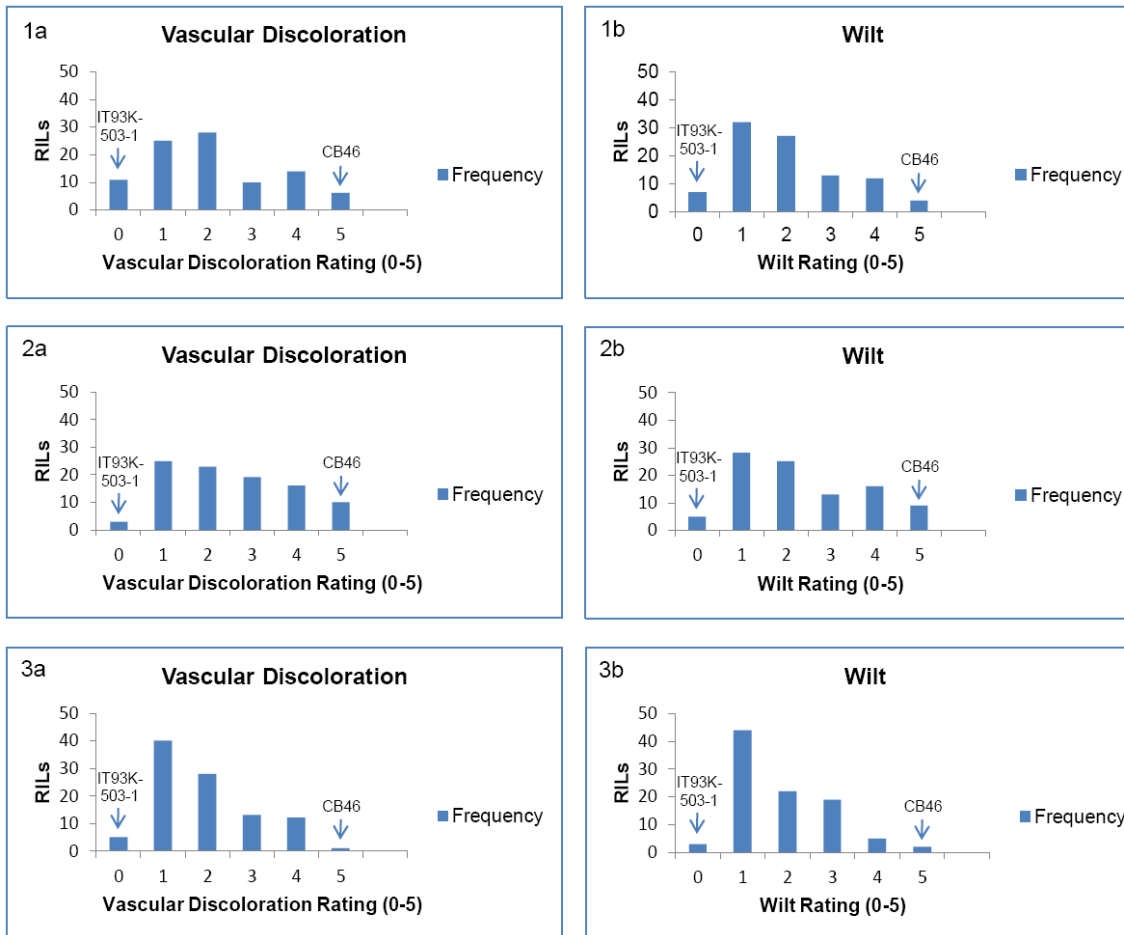 1a
Vascular Discoloration
50
40
30
20
10
0
RILs
IT93K-
503-1
CB46
Frequency
0 1 2 3 4 5
Vascular Discoloration Rating (0-5)
1b
Wilt
50
40
30
20
10
0
RILs
IT93K-
503-1
CB46
Frequency
0 1 2 3 4 5
Wilt Rating (0-5)
2a
Vascular Discoloration
50
40
30
20
10
0
RILs
IT93K-
503-1
CB46
Frequency
0 1 2 3 4 5
Vascular Discoloration Rating (0-5)
2b
Wilt
50
40
30
20
10
0
RILs
IT93K-
503-1
CB46
Frequency
0 1 2 3 4 5
Wilt Rating (0-5)
3a
Vascular Discoloration
50
40
30
20
10
0
RILs
IT93K-
503-1
CB46
Frequency
0 1 2 3 4 5
Vascular Discoloration Rating (0-5)
3b
Wilt
50
40
30
20
10
0
RILs
IT93K-
503-1
CB46
Frequency
0 1 2 3 4 5
Wilt Rating (0-5)